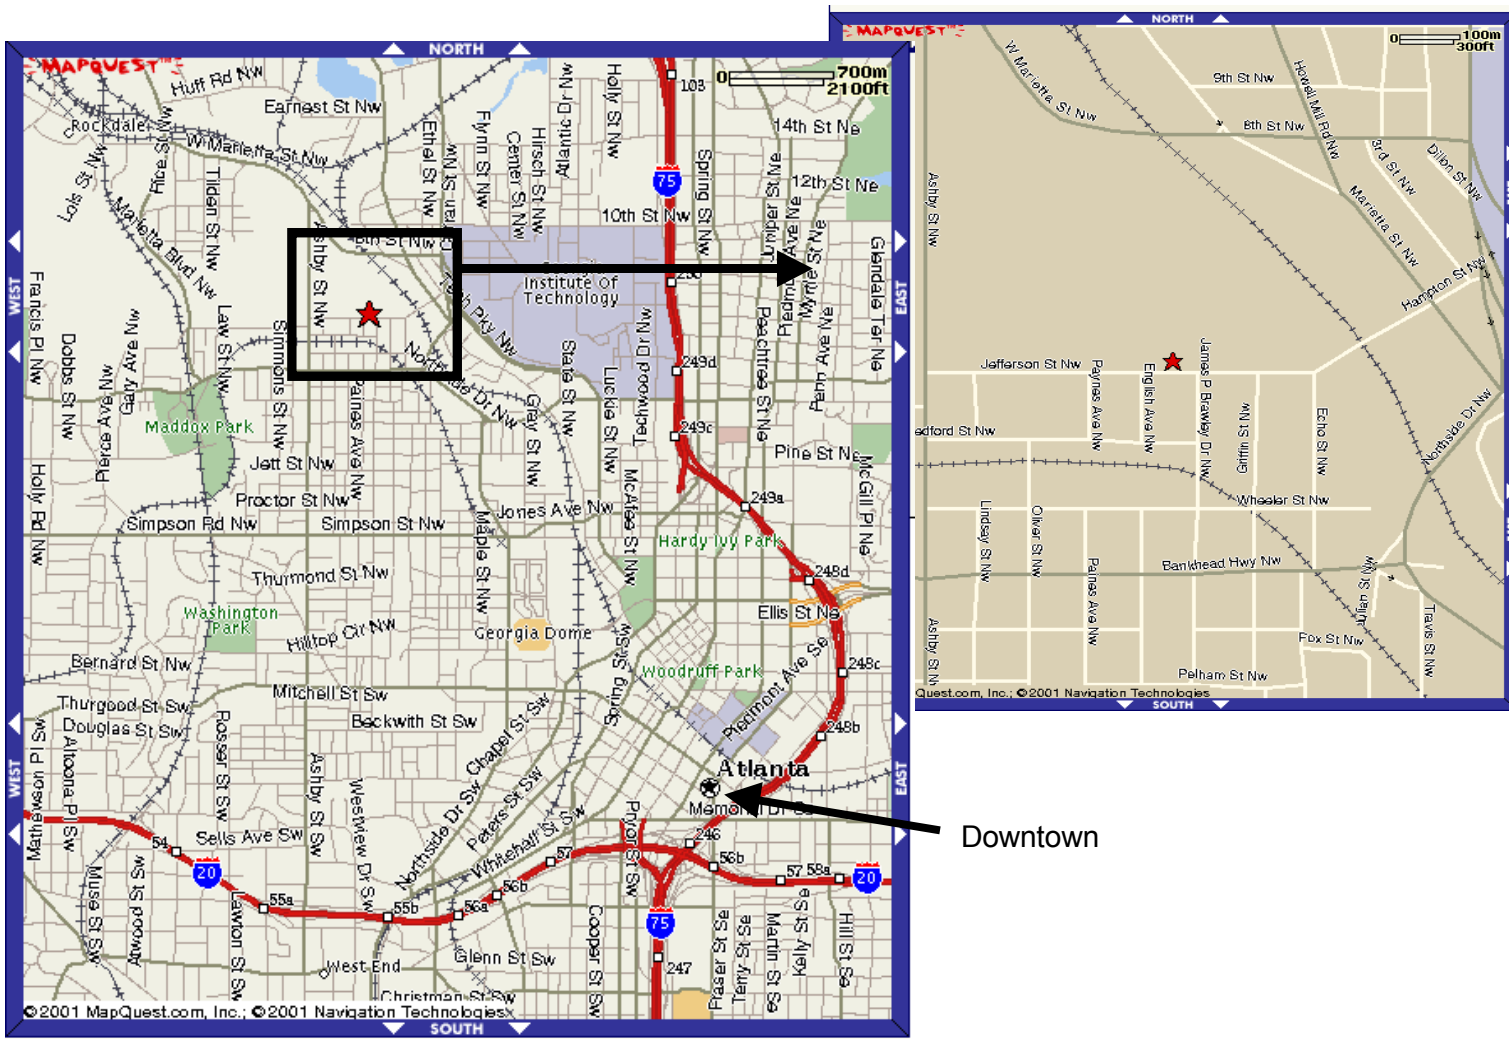 NORTH
MAPQUEST
0 700m
2100ft
Huff Rd Nw
Earnest St Nw
Rockdale
W Marietta St Nw
Lois St Nw
Rice St Nw
Tilden St Nw
Marietta Blvd Nw
Ethel St Nw
Flynn St Nw
Center St Nw
Hirsch St Nw
Atlantic Dr Nw
Holly St Nw
103
75
Spring St Nw
14th St Ne
12th St Ne
10th St Nw
8th St Nw
Juniper St Ne
Myrtle St Ne
Glendale Ter Ne
WEST
EAST
Ashby St Nw
Institute Of
Technology
Tech Pky Nw
Francis Pl Nw
Dobbs St Nw
Pierce Ave Nw
Gary Ave Nw
Law St Nw
Simmons St Nw
Northside Dr Nw
State St Nw
Luckie St Nw
Techwood Dr Nw
249d
Peachtree St Ne
Penn Ave Ne
Maddox Park
Paines Ave Nw
Gray St Nw
249c
Pine St Ne
Jett St Nw
Holly Rd Nw
Proctor St Nw
Simpson Rd Nw
Simpson St Nw
Jones Ave Nw
McAfee St Nw
249a
McGill Pl Ne
Hardy Ivy Park
Maple St Nw
Thurmond St Nw
248d
Washington
Park
Hilltop Cir Nw
Georgia Dome
Ellis St Ne
Bernard St Nw
Woodruff Park
248c
Mitchell St Sw
Spring St Sw
Piedmont Ave Se
Thurgood St Sw
Douglas St Sw
Beckwith St Sw
Chapel St Sw
248b
WEST
EAST
Mathewson Pl Sw
Altoona Pl Sw
Rosser St Sw
Ashby St Sw
Westview Dr Sw
Northside Dr Sw
Peters St Sw
Whitehall St Sw
Atlanta
Memorial Dr Se
Pryor St Sw
246
54
Sells Ave Sw
20
57
56b
56b
57
58a
20
55a
55b
56a
Muse St Sw
Atwood St Sw
Lawton St Sw
West End
Glenn St Sw
Christman St Sw
Cooper St Sw
75
247
Fraser St Se
Terry St Se
Martin St Se
Kelly St Se
Hill St Se
©2001 MapQuest.com, Inc.; ©2001 Navigation Technologies
SOUTH
Downtown
NORTH
MAPQUEST
0 100m
300ft
W Marietta St Nw
9th St Nw
Howell Mill Rd Nw
8th St Nw
3rd St Nw
Dillon St Nw
Ashby St Nw
Marietta St Nw
Hampton St Nw
Jefferson St Nw
Paynes Ave Nw
English Ave Nw
James P Brawley Dr Nw
Griffin St Nw
Echo St Nw
Northside Dr Nw
edford St Nw
Wheeler St Nw
Lindsay St Nw
Oliver St Nw
Paines Ave Nw
Bankhead Hwy Nw
Travis St Nw
Ashby St N
Fox St Nw
Pelham St Nw
Quest.com, Inc.; ©2001 Navigation Technologies
SOUTH